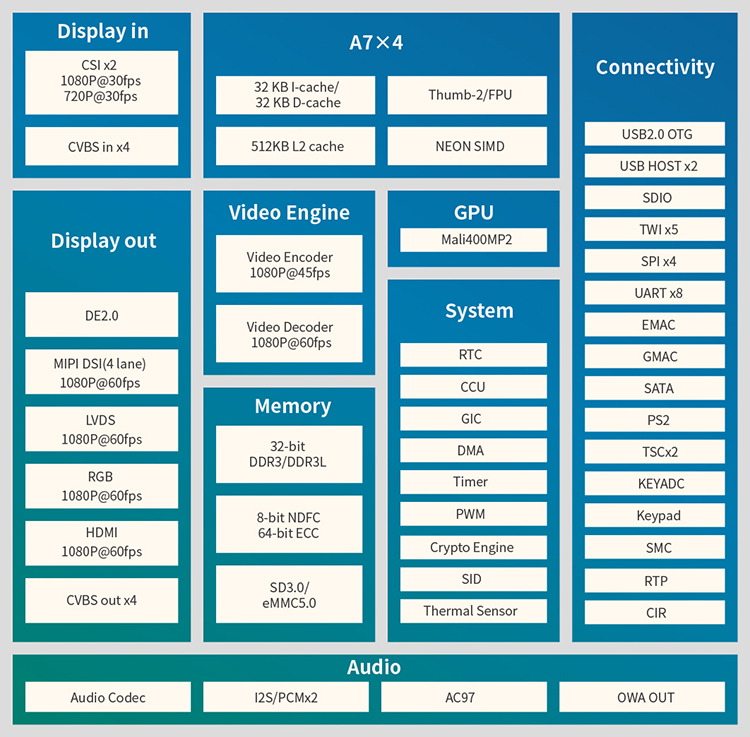 Display in
CSI x2
1080P@30fps
720P@30fps
CVBS in x4
A7×4
32 KB I-cache/
32 KB D-cache
Thumb-2/FPU
512KB L2 cache
NEON SIMD
Connectivity
USB2.0 OTG
USB HOST x2
SDIO
TWI x5
SPI x4
UART x8
EMAC
GMAC
SATA
PS2
TSCx2
KEYADC
Keypad
SMC
RTP
CIR
Display out
DE2.0
MIPI DSI(4 lane)
1080P@60fps
LVDS
1080P@60fps
RGB
1080P@60fps
HDMI
1080P@60fps
CVBS out x4
Video Engine
Video Encoder
1080P@45fps
Video Decoder
1080P@60fps
GPU
Mali400MP2
Memory
32-bit
DDR3/DDR3L
8-bit NDFC
64-bit ECC
SD3.0/
eMMC5.0
System
RTC
CCU
GIC
DMA
Timer
PWM
Crypto Engine
SID
Thermal Sensor
Audio
Audio Codec
I2S/PCMx2
AC97
OWA OUT